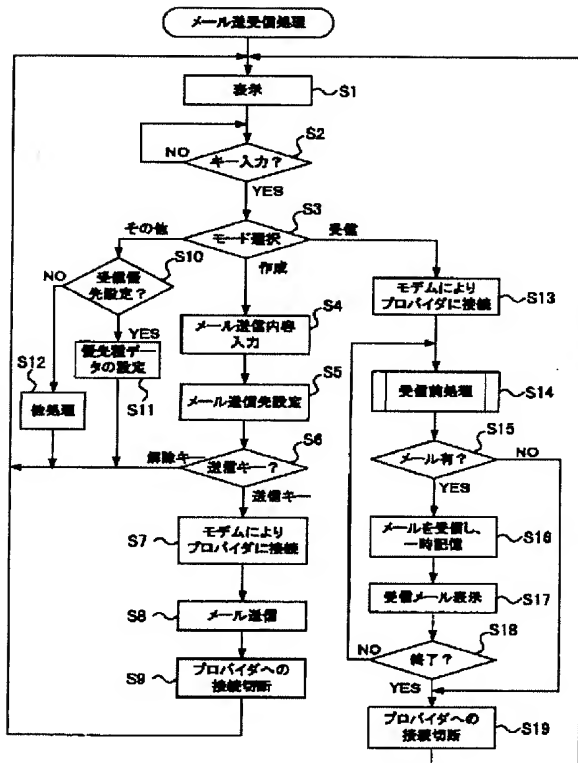 メール送受信処理
表示
S1
S2
NO
キー入力？
YES
S3
その他
モード選択
受信
作成
S10
NO
受信優
先設定？
YES
S4
メール送信内容
入力
モデムにより
プロバイダに接続
S13
S12
優先種デー
タの設定
S11
他処理
S5
メール送信先設定
受信前処理
S14
S6
解除キー
送信キー？
送信キー
S15
メール有？
NO
YES
S7
モデムにより
プロバイダに接続
メールを受信し、
一時記憶
S16
S8
メール送信
受信メール表示
S17
S18
NO
終了？
YES
S9
プロバイダへの
接続切断
プロバイダへの
接続切断
S19